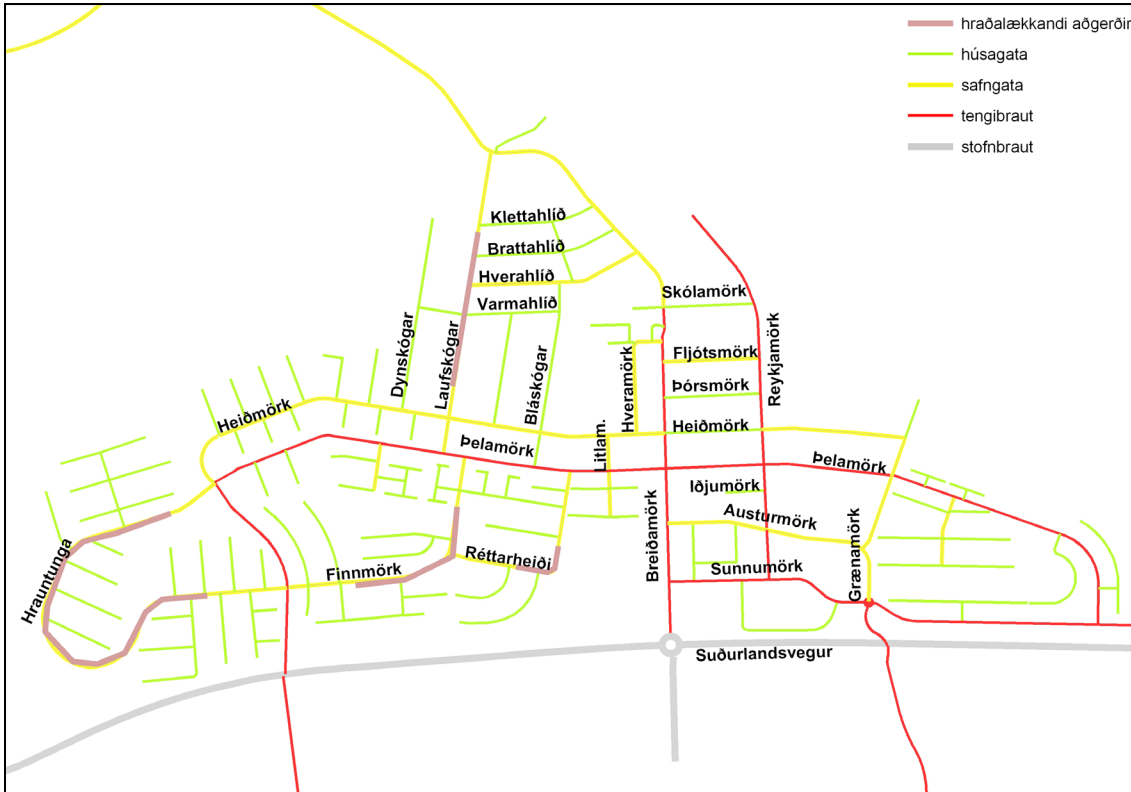 hraðalækkandi aðgerðir
húsagata
safngata
tengibraut
stofnbraut
Klettahlíð
Brattahlíð
Hverahlíð
Varmahlíð
Skólamörk
Fljótsmörk
Þórsmörk
Heiðmörk
Reykjamörk
Hveramörk
Dynskógar
Laufskógar
Bláskógar
Heiðmörk
Þelamörk
Litlam.
Þelamörk
Iðjumörk
Austurmörk
Breiðamörk
Réttarheiði
Sunnumörk
Grænamörk
Finnmörk
Hrauntunga
Suðurlandsvegur